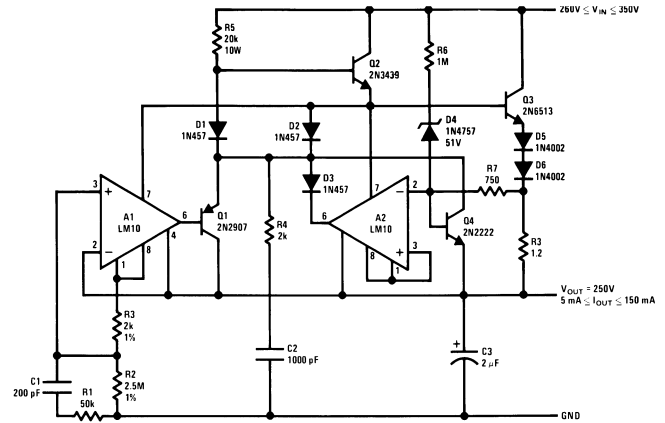 260V ≤ VIN ≤ 350V
R5
20k
10W
Q2
2N3439
R6
1M
Q3
2N6513
D1
1N457
D2
1N457
D4
1N4757
51V
D5
1N4002
D6
1N4002
R7
750
D3
1N457
3
+
7
A1
LM10
6
2
−
1
8
4
Q1
2N2907
R4
2k
6
7
A2
LM10
2
−
+
3
8
1
4
Q4
2N2222
R3
1.2
VOUT = 250V
5 mA ≤ IOUT ≤ 150 mA
R3
2k
1%
C2
1000 pF
+
C3
2 μF
C1
200 pF
R1
50k
R2
2.5M
1%
GND